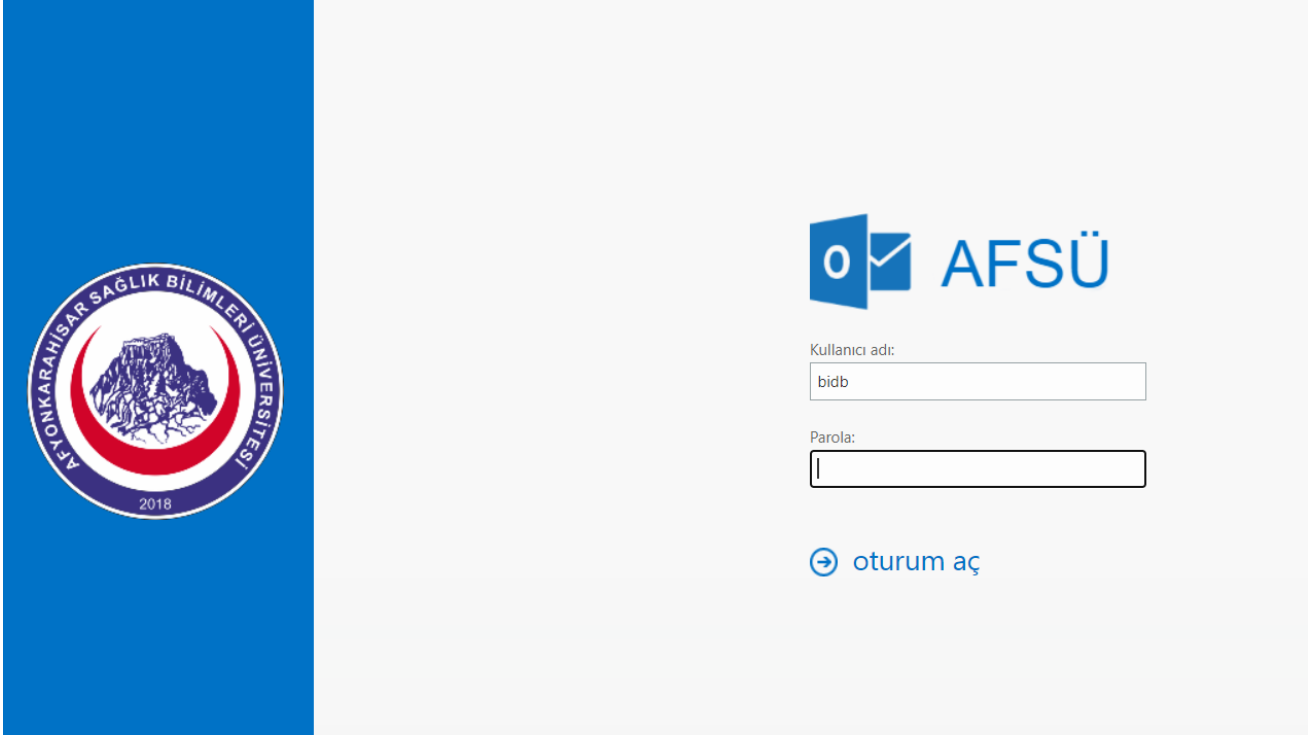 AFYONKARAHİSAR SAĞLIK BİLİMLERİ ÜNİVERSİTESİ
2018
O AFSÜ
Kullanıcı adı:
bidb
Parola:
oturum aç